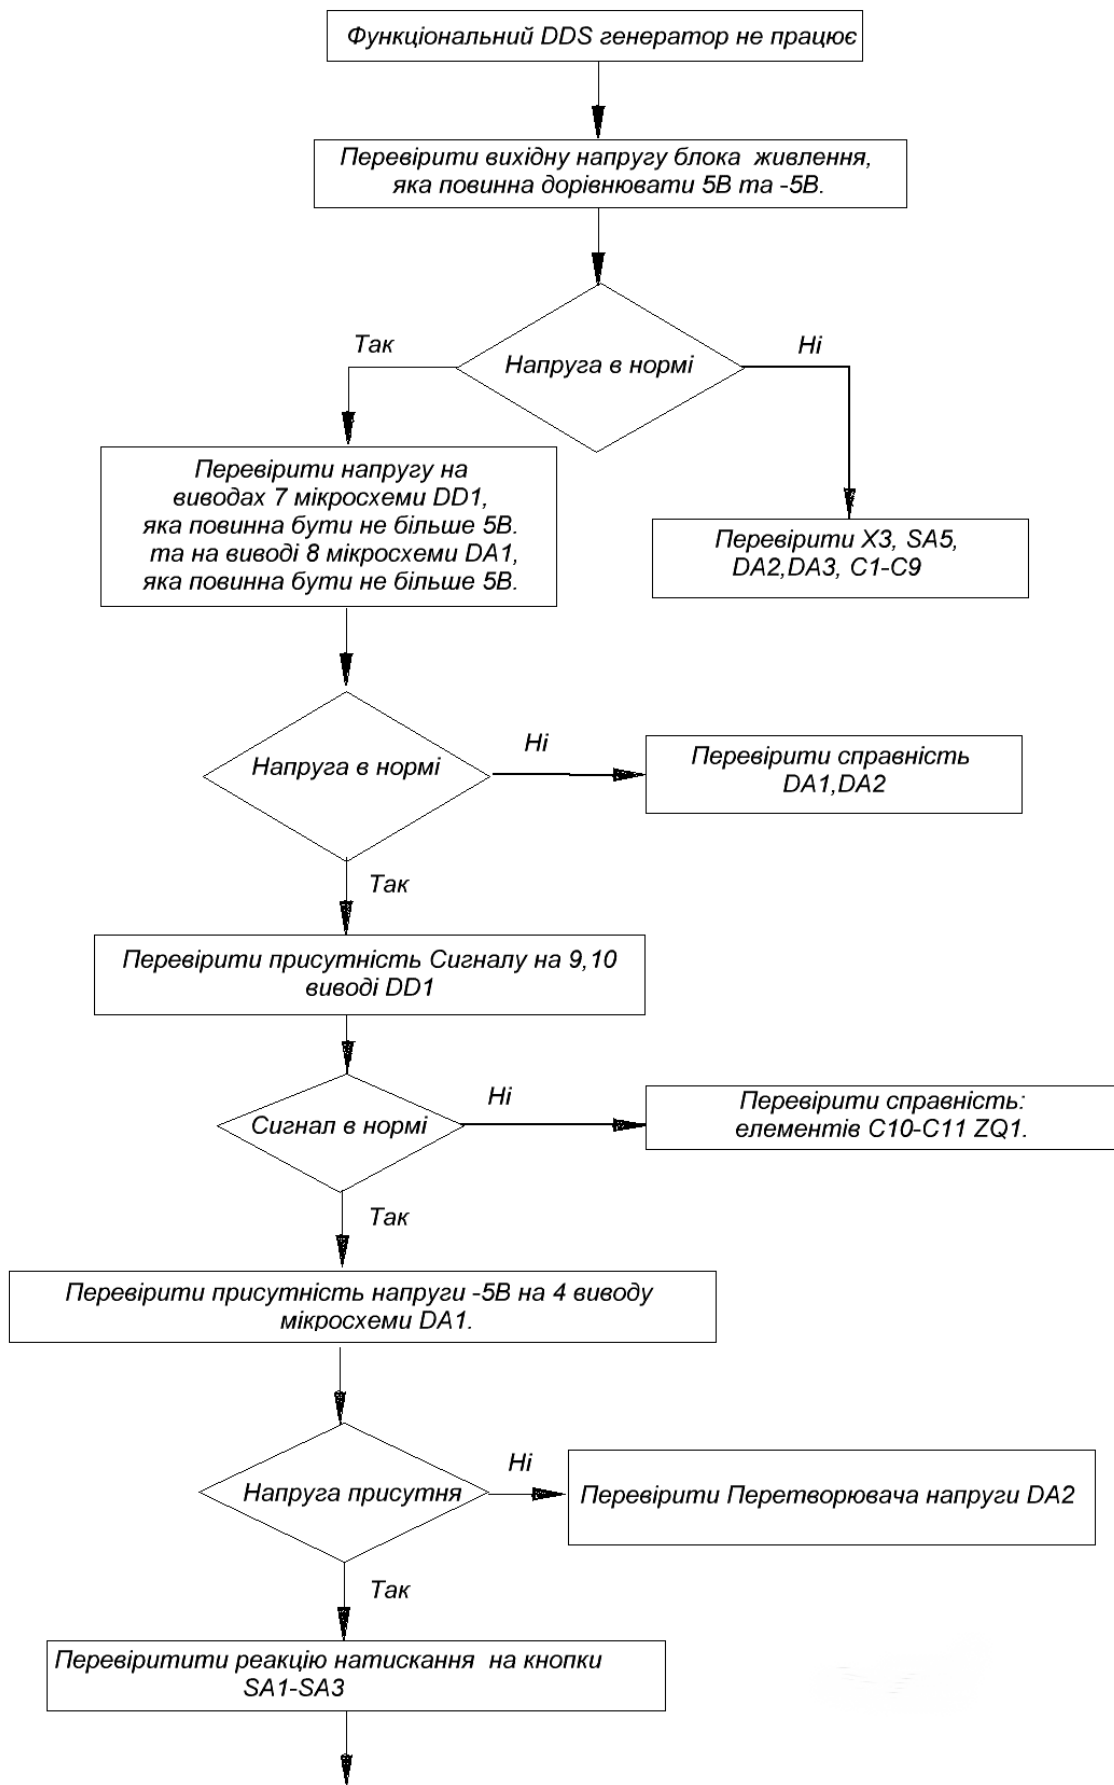 Функціональний DDS генератор не працює
Перевірити вихідну напругу блока живлення,
яка повинна дорівнювати 5В та -5В.
Так
Напруга в нормі
Ні
Перевірити напругу на
виводах 7 мікросхеми DD1,
яка повинна бути не більше 5В.
та на виводі 8 мікросхеми DA1,
яка повинна бути не більше 5В.
Перевірити X3, SA5,
DA2,DA3, C1-C9
Напруга в нормі
Ні
Перевірити справність
DA1,DA2
Так
Перевірити присутність Сигналу на 9,10
виводі DD1
Сигнал в нормі
Ні
Перевірити справність:
елементів C10-C11 ZQ1.
Так
Перевірити присутність напруги -5В на 4 виводу
мікросхеми DA1.
Напруга присутня
Ні
Перевірити Перетворювача напруги DA2
Так
Перевіритити реакцію натискання на кнопки
SA1-SA3